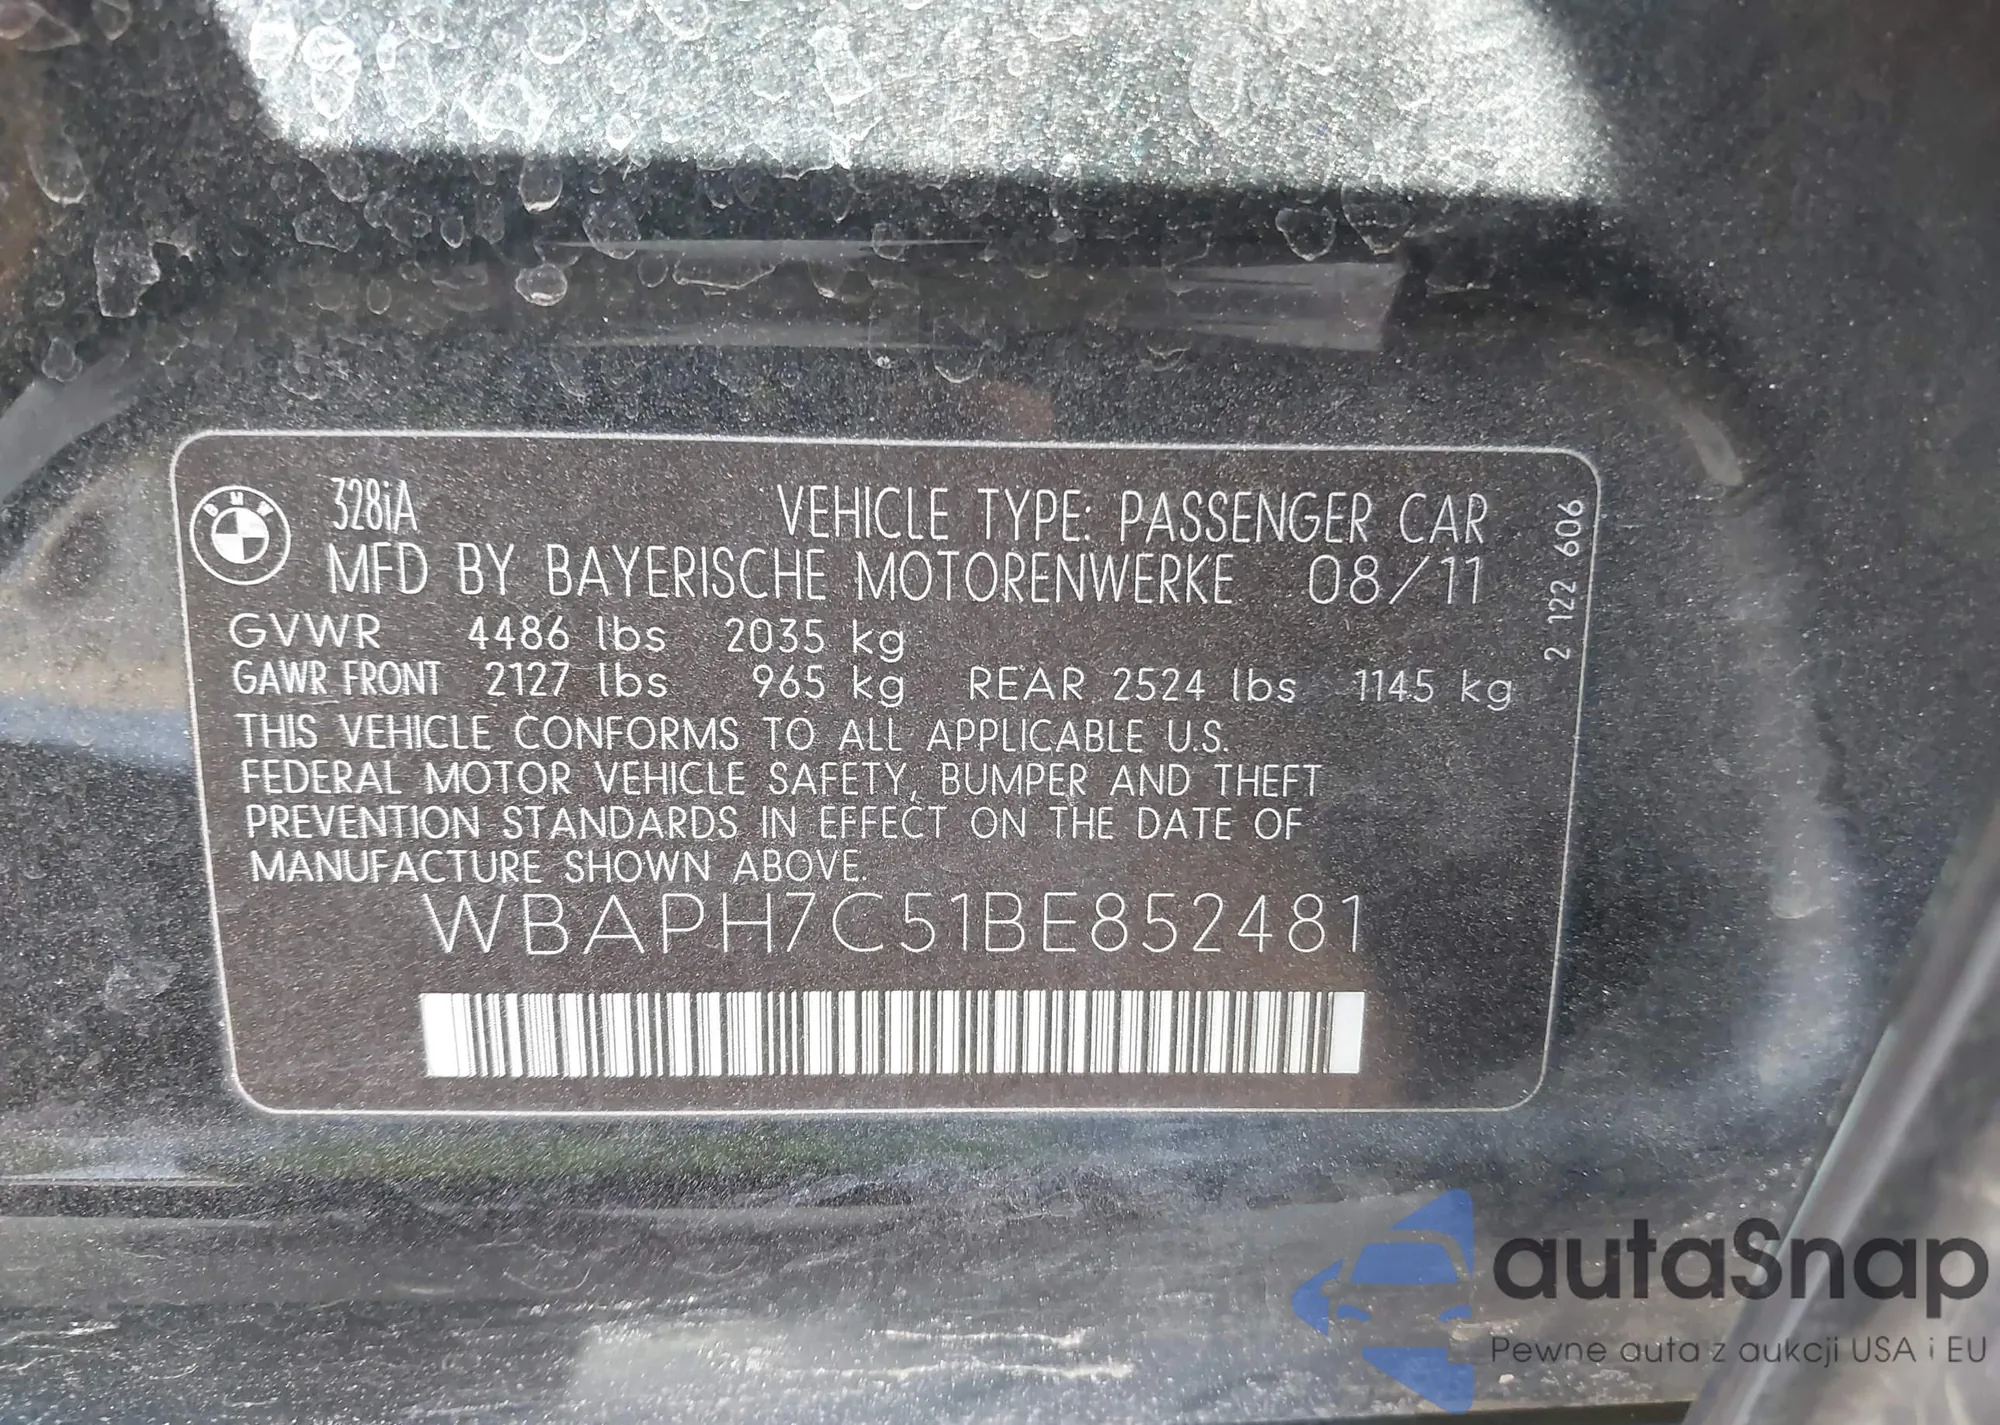 BMW
328iA VEHICLE TYPE: PASSENGER CAR
MFD BY BAYERISCHE MOTORENWERKE 08/11
GVWR 4486 lbs 2035 kg
GAWR FRONT 2127 lbs 965 kg REAR 2524 lbs 1145 kg
THIS VEHICLE CONFORMS TO ALL APPLICABLE U.S.
FEDERAL MOTOR VEHICLE SAFETY, BUMPER AND THEFT
PREVENTION STANDARDS IN EFFECT ON THE DATE OF
MANUFACTURE SHOWN ABOVE.
WBAPH7C51BE852481
2 122 606
autaSnap
Pewne auta z aukcji USA i EU